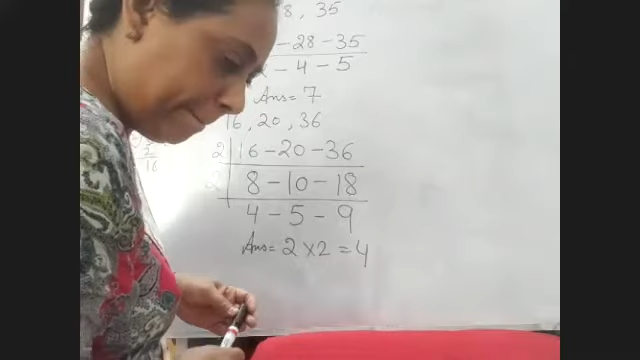 8, 35
- 28 - 35
- 4 - 5
Ans = 7
16, 20, 36
2 | 16 - 20 - 36
2 | 8 - 10 - 18
4 - 5 - 9
Ans = 2 × 2 = 4
16